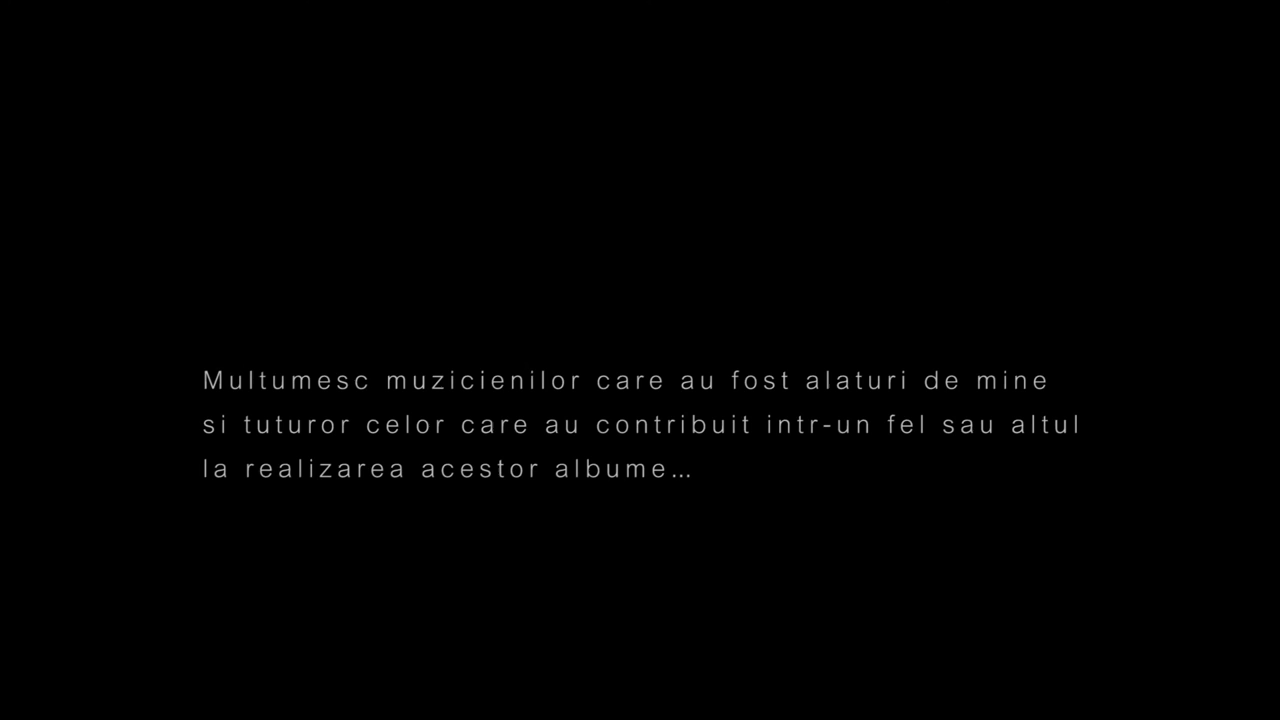 Multumesc muzicienilor care au fost alaturi de mine
si tuturor celor care au contribuit intr-un fel sau altul
la realizarea acestor albume...